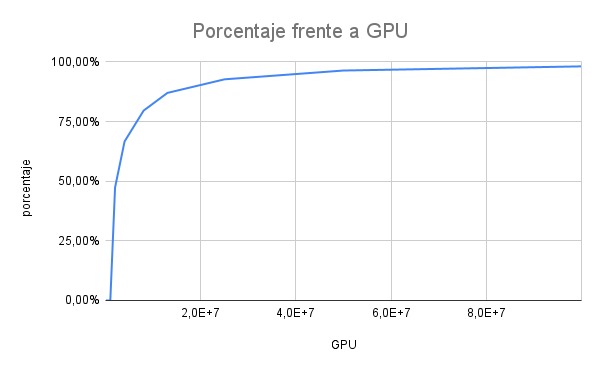 Porcentaje frente a GPU
100,00%
75,00%
50,00%
25,00%
0,00%
porcentaje
2,0E+7 4,0E+7 6,0E+7 8,0E+7
GPU